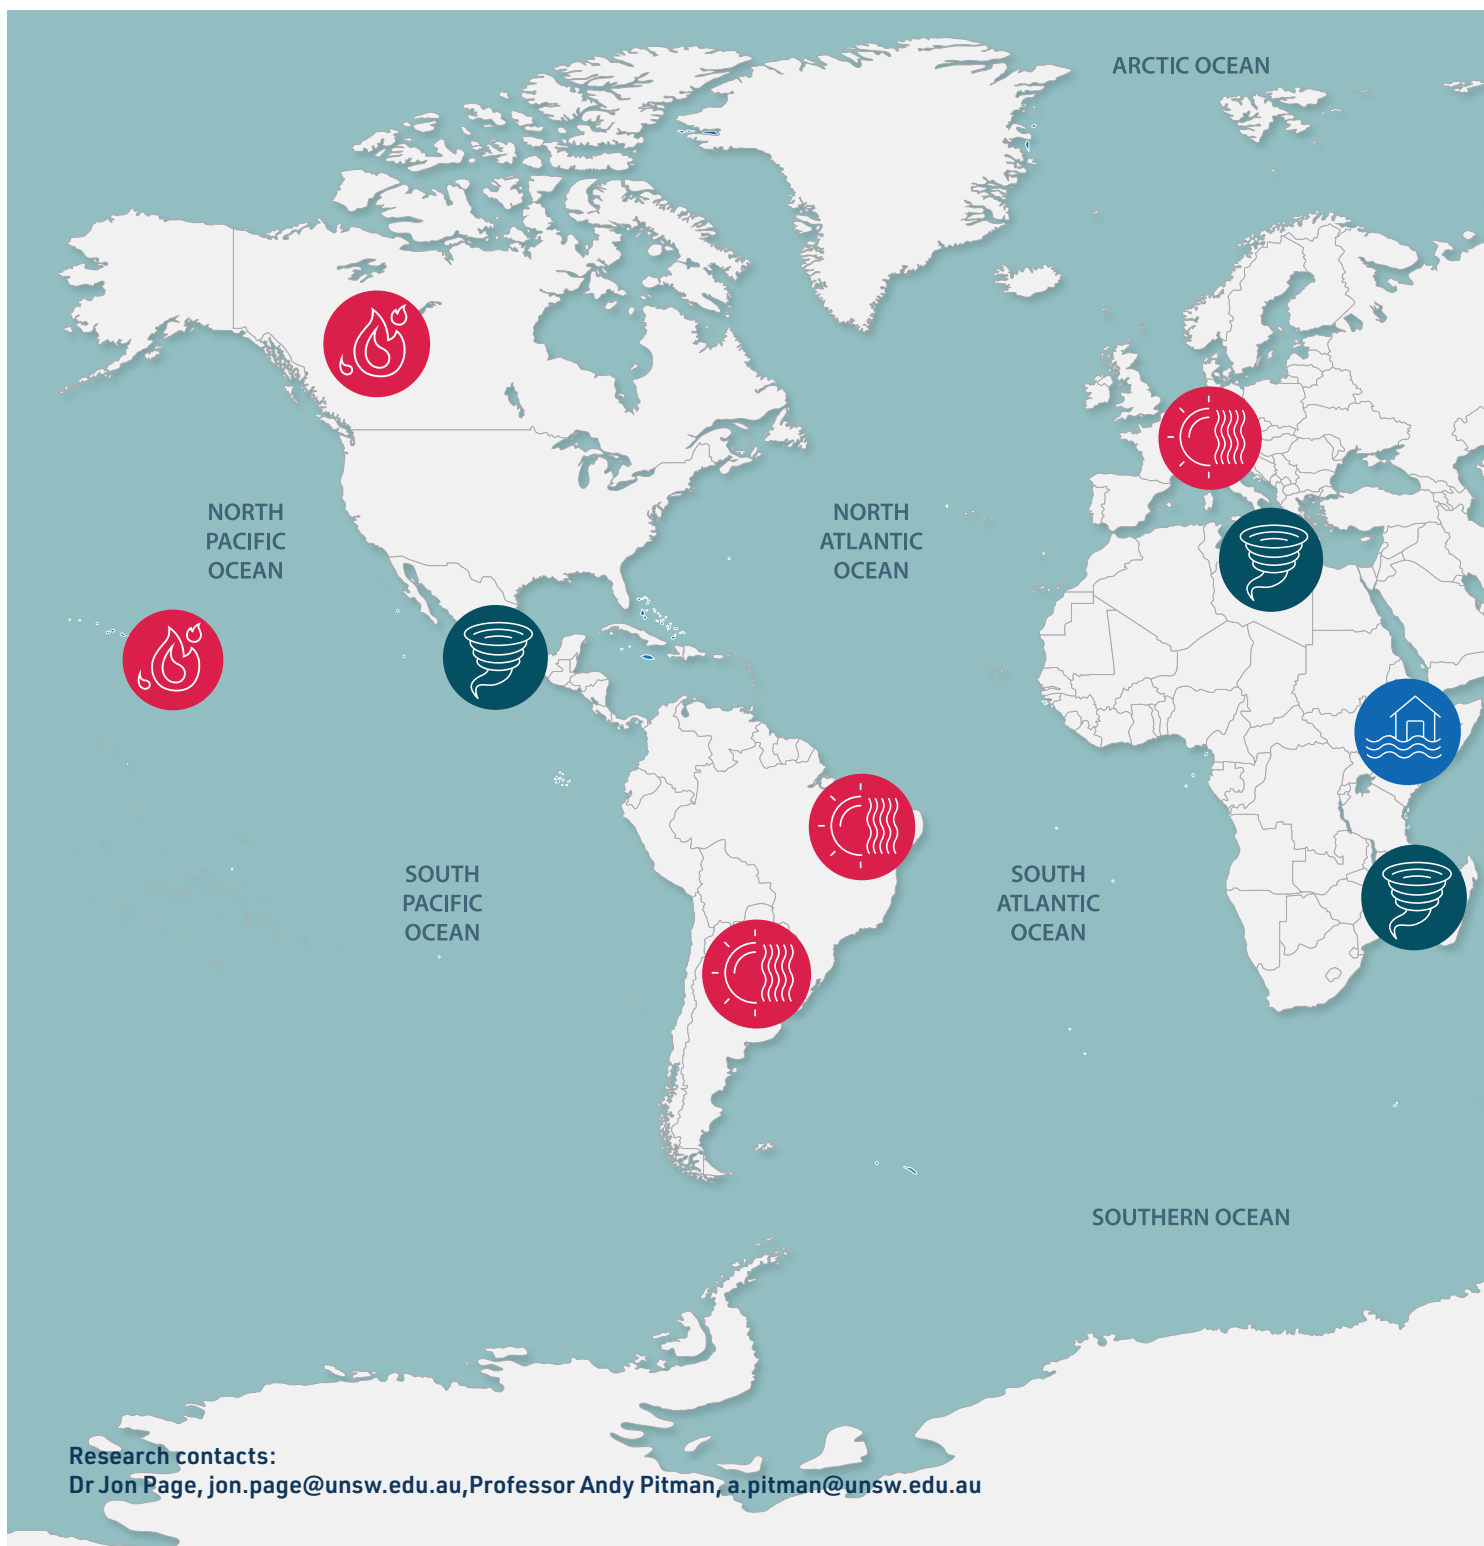 ARCTIC OCEAN
NORTH
PACIFIC
OCEAN
NORTH
ATLANTIC
OCEAN
SOUTH
PACIFIC
OCEAN
SOUTH
ATLANTIC
OCEAN
SOUTHERN OCEAN
Research contacts:
Dr Jon Page, jon.page@unsw.edu.au,Professor Andy Pitman, a.pitman@unsw.edu.au